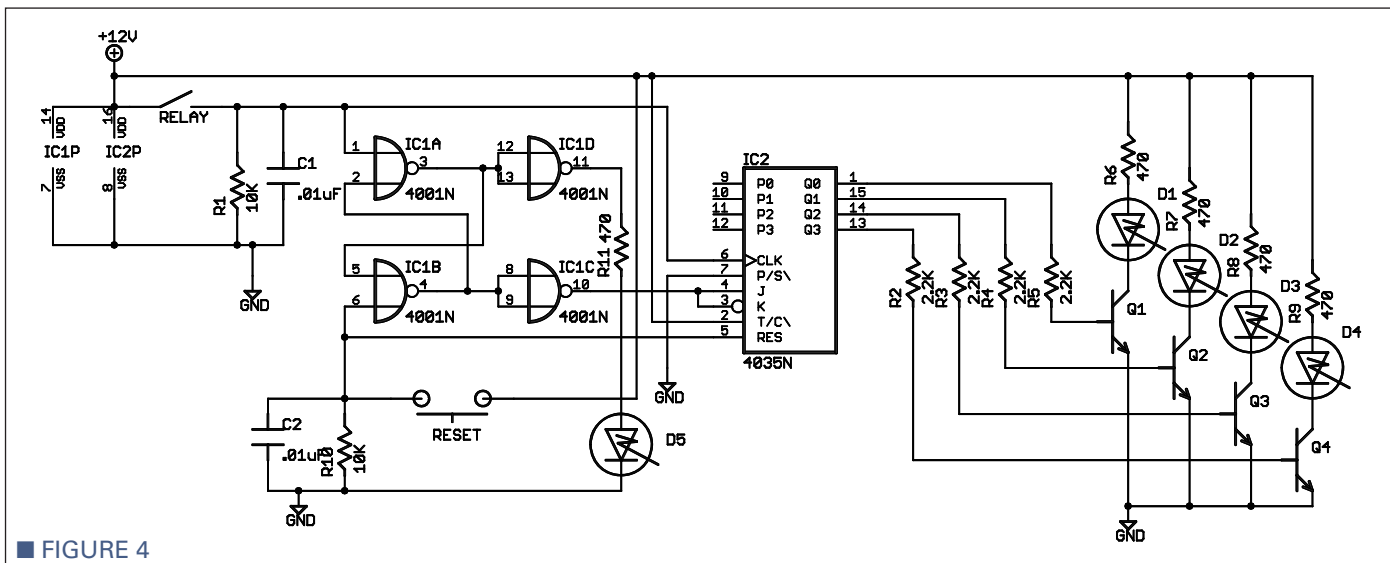 +12V
14
VDD
IC1P
7
VSS
16
VDD
IC2P
8
VSS
RELAY
R1
10K
C1
.01uF
GND
1
2
IC1A
3
4001N
12
13
IC1D
11
4001N
5
6
IC1B
4
4001N
8
9
IC1C
10
4001N
R11 470
C2
.01uF
R10
10K
GND
RESET
D5
IC2
9 P0 Q0 1
10 P1 Q1 15
11 P2 Q2 14
12 P3 Q3 13
6 CLK
7 P/S\
4 J
3 K
2 T/C\
5 RES
4035N
GND
R2
2.2K
R3
2.2K
R4
2.2K
R5
2.2K
R6
470
D1
R7
470
D2
R8
470
D3
R9
470
D4
Q1
Q2
Q3
Q4
GND
■ FIGURE 4